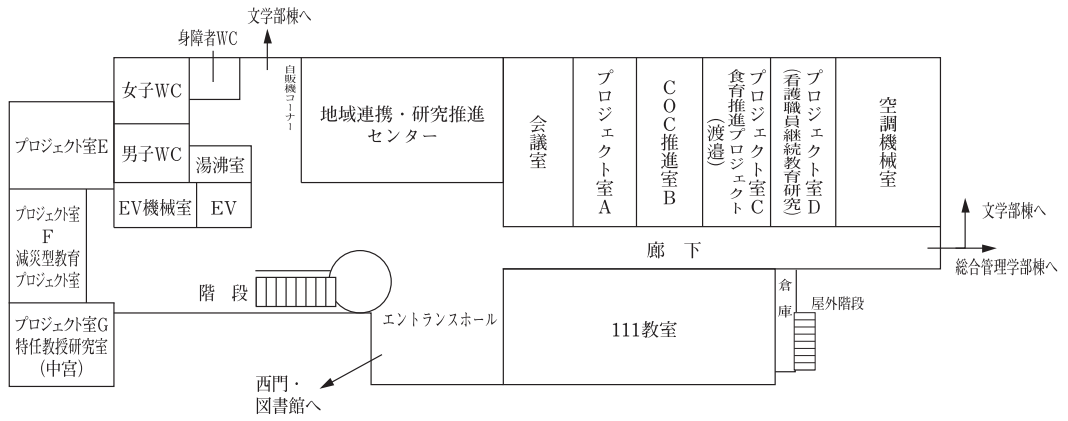 文学部棟へ
身障者WC
自販機コーナー
女子WC
男子WC
湯沸室
EV機械室
EV
プロジェクト室E
プロジェクト室
F
減災型教育
プロジェクト室
プロジェクト室G
特任教授研究室
(中宮)
地域連携・研究推進
センター
会議室
プロジェクト室A
COC推進室B
プロジェクト室C
食育推進プロジェクト
(渡邉)
プロジェクト室D
(看護職員継続教育研究)
空調機械室
文学部棟へ
総合管理学部棟へ
廊 下
階 段
エントランスホール
111教室
倉
庫
屋外階段
西門・
図書館へ